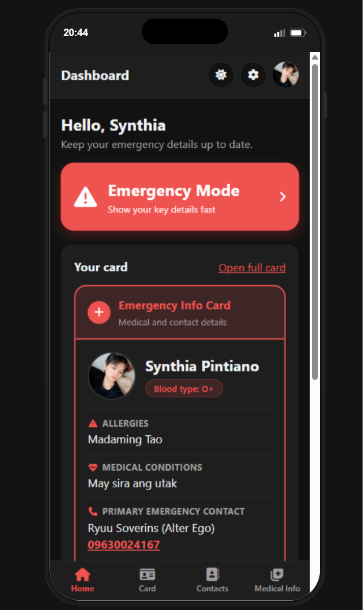 20:44
Dashboard
Hello, Synthia
Keep your emergency details up to date.
Emergency Mode
Show your key details fast
Your card
Open full card
Emergency Info Card
Medical and contact details
Synthia Pintiano
Blood type: O+
ALLERGIES
Madaming Tao
MEDICAL CONDITIONS
May sira ang utak
PRIMARY EMERGENCY CONTACT
Ryuu Soverins (Alter Ego)
09630024167
Home
Card
Contacts
Medical Info